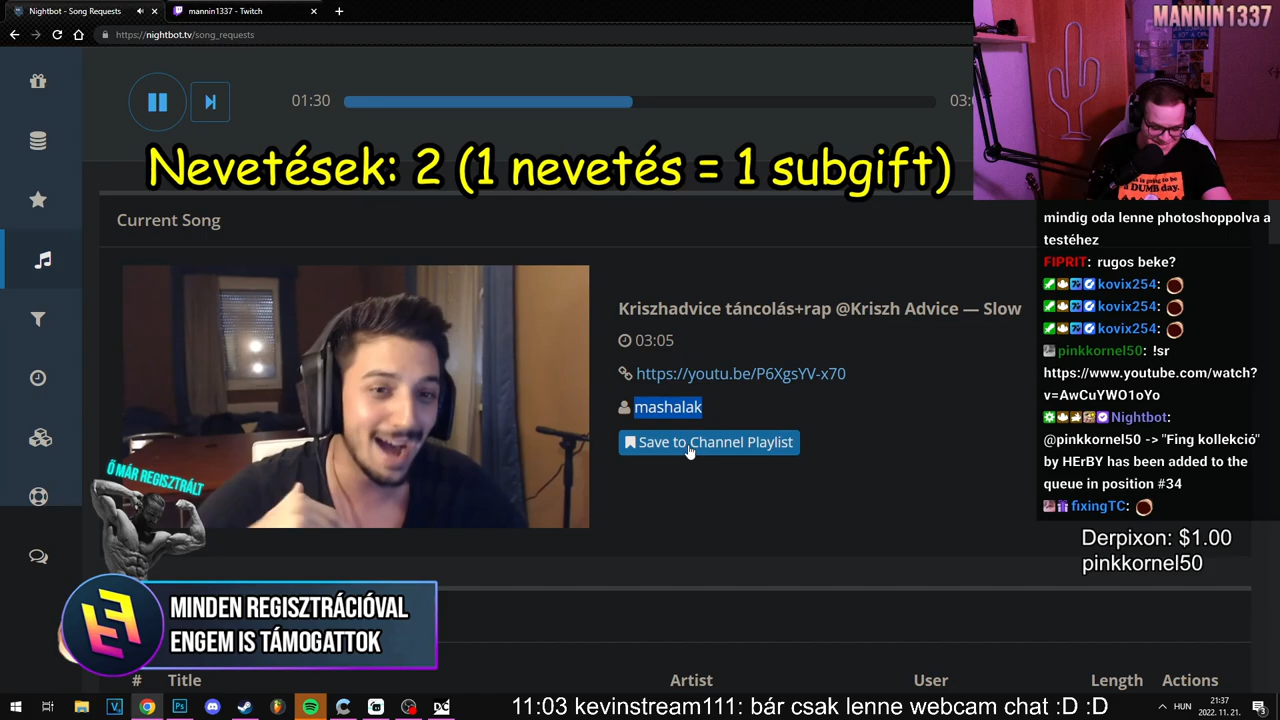 Nightbot - Song Requests
mannin1337 - Twitch
https://nightbot.tv/song_requests
MANNIN1337
01:30
03:0
Nevetések: 2 (1 nevetés = 1 subgift)
Current Song
Kriszhadvice táncolás+rap @Kriszh Advice — Slow
03:05
https://youtu.be/P6XgsYV-x70
mashalak
Save to Channel Playlist
a DUMB day.
mindig oda lenne photoshoppolva a
testéhez
FIPRIT: rugos beke?
kovix254:
kovix254:
kovix254:
pinkkornel50: !sr
https://www.youtube.com/watch?
v=AwCuYWO1oYo
Nightbot:
@pinkkornel50 -> "Fing kollekció"
by HErBY has been added to the
queue in position #34
fixingTC:
Derpixon: $1.00
pinkkornel50
Ő MÁR REGISZTRÁLT
MINDEN REGISZTRÁCIÓVAL
ENGEM IS TÁMOGATTOK
# Title Artist User Length Actions
11:03 kevinstream111: bár csak lenne webcam chat :D :D
HUN
21:37
2022. 11. 21.